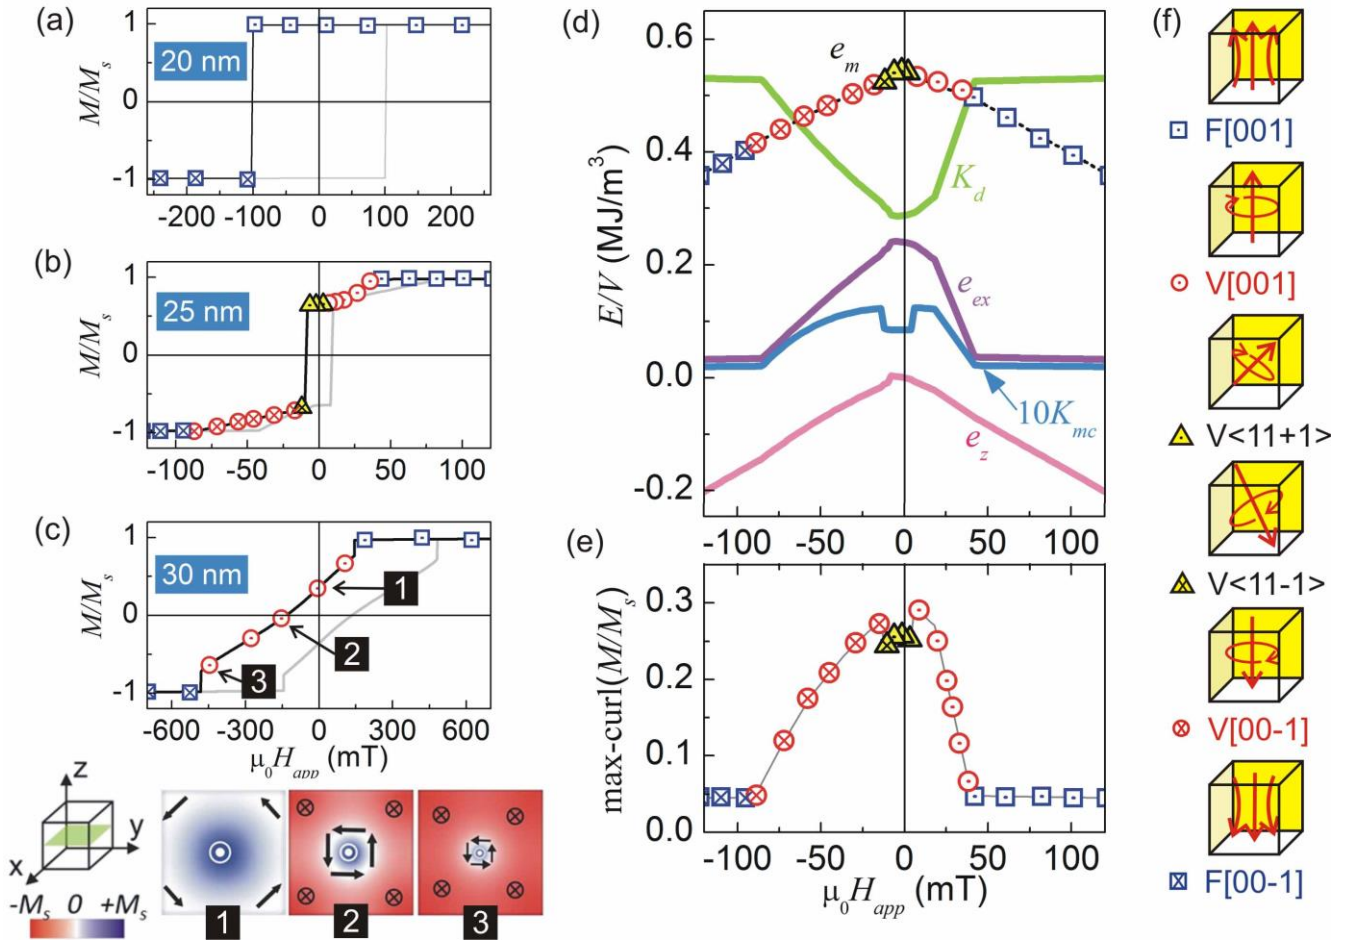 (a)
M/Mₛ
1
0
-1
20 nm
-200 -100 0 100 200
(b)
1
0
-1
25 nm
-100 -50 0 50 100
(c)
M/Mₛ
1
0
-1
30 nm
1
2
3
-600 -300 0 300 600
μ₀Hₐₚₚ (mT)
z
y
x
-Mₛ 0 +Mₛ
1 2 3
(d)
E/V (MJ/m³)
0.6
0.4
0.2
0.0
-0.2
eₘ
K_d
eₑₓ
10K_mc
e_z
-100 -50 0 50 100
(e)
max-curl(M/Mₛ)
0.3
0.2
0.1
0.0
-100 -50 0 50 100
μ₀Hₐₚₚ (mT)
(f)
F[001]
V[001]
V<11+1>
V<11-1>
V[00-1]
F[00-1]